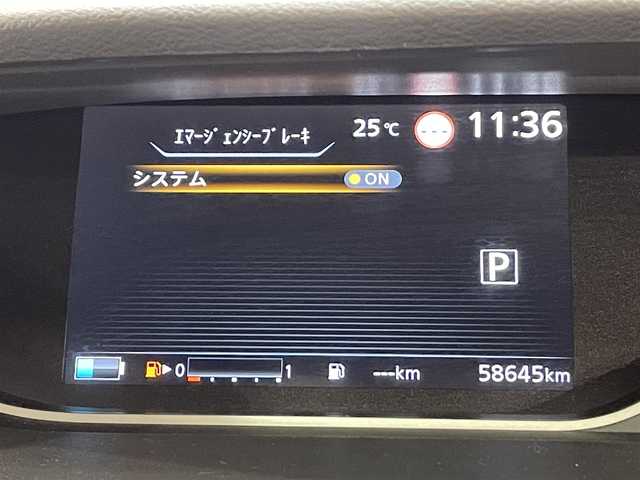 ｴﾏｰｼﾞｪﾝｼｰﾌﾞﾚｰｷ 25℃ --- 11:36
システム ON
P
0 1 ---km 58645km